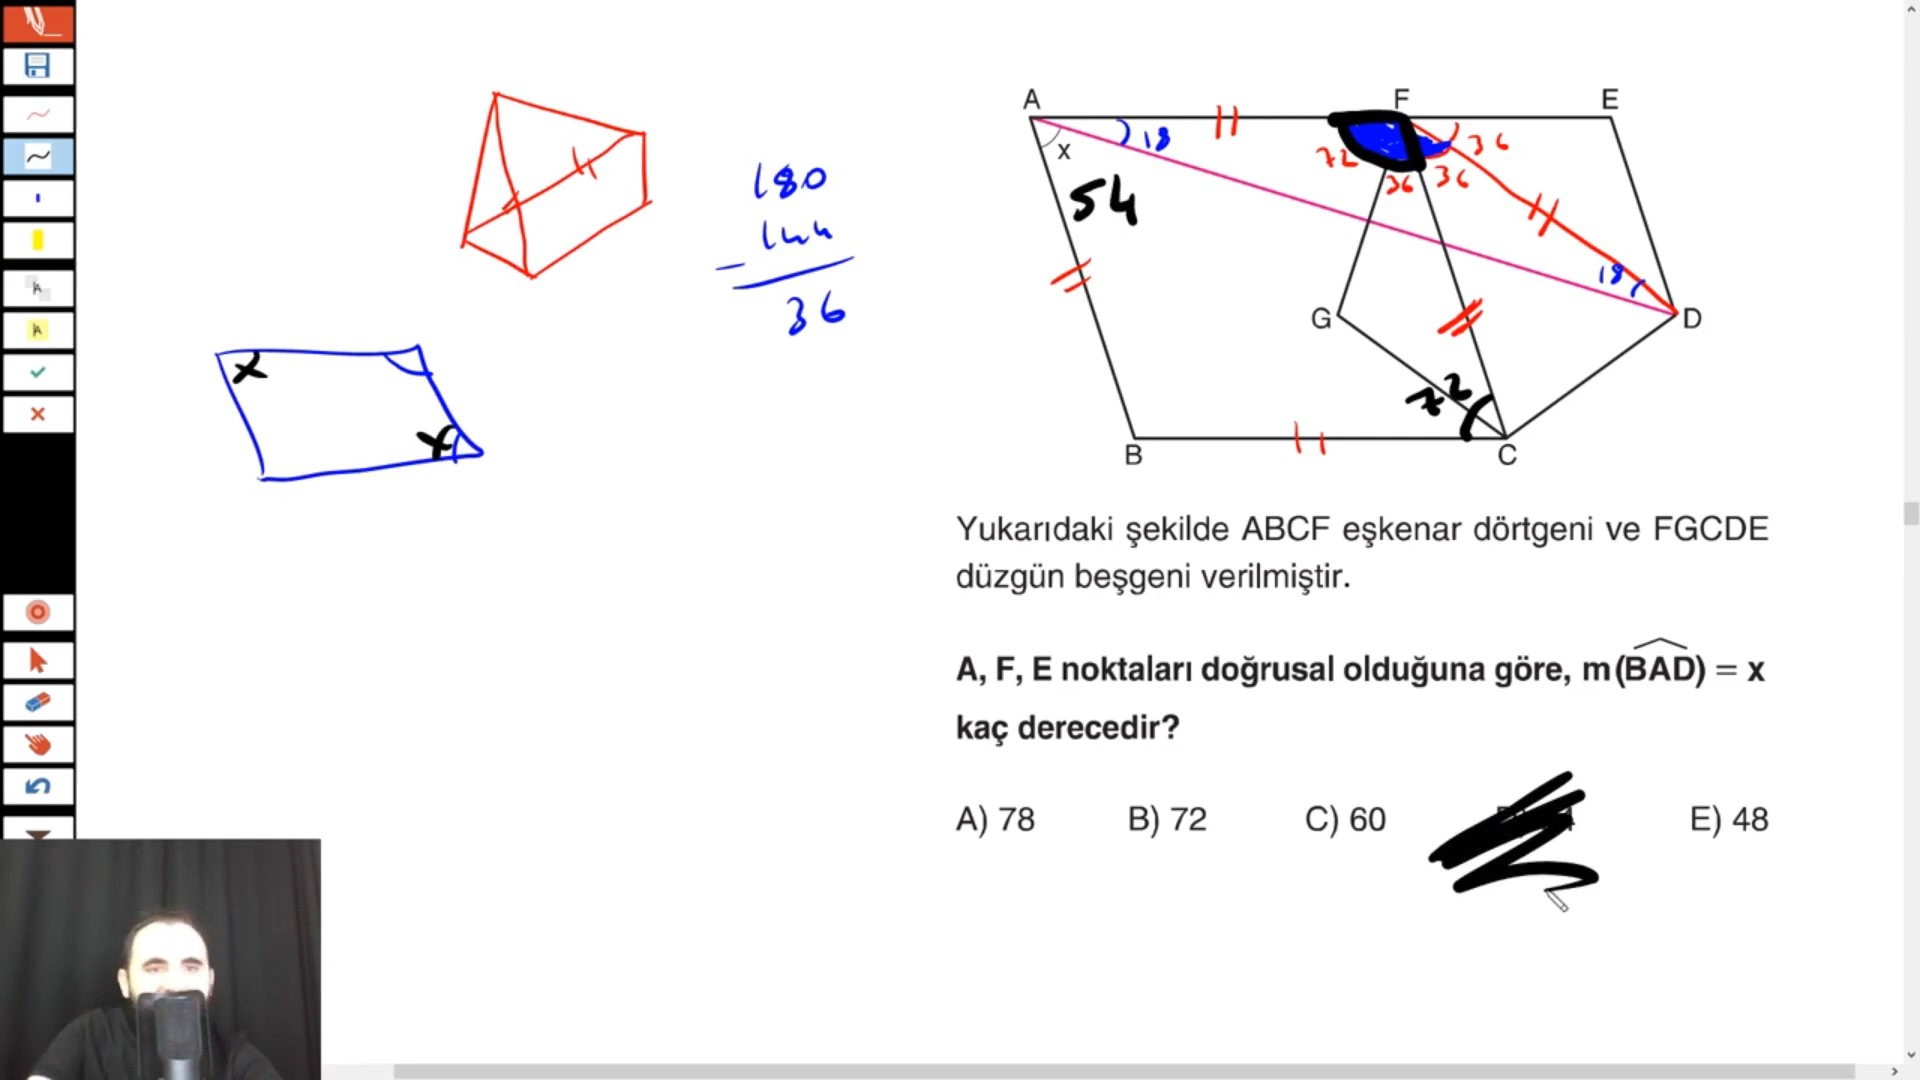 180
144
36
x
x
A
F
E
18
36
x
72
36
36
54
18
G
D
72
B
C
Yukarıdaki şekilde ABCF eşkenar dörtgeni ve FGCDE
düzgün beşgeni verilmiştir.
A, F, E noktaları doğrusal olduğuna göre, m(BAD) = x
kaç derecedir?
A) 78 B) 72 C) 60 E) 48